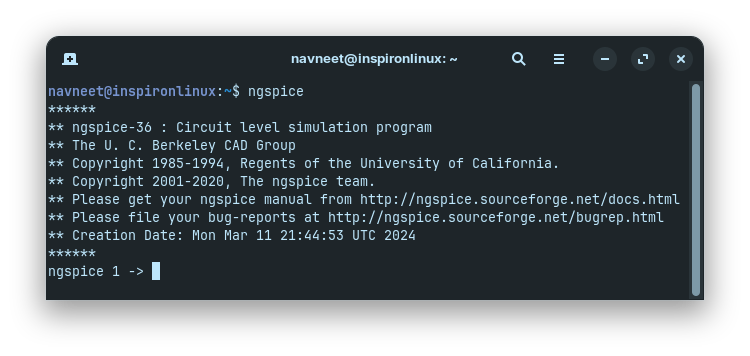 navneet@inspironlinux: ~
navneet@inspironlinux:~$ ngspice
******
** ngspice-36 : Circuit level simulation program
** The U. C. Berkeley CAD Group
** Copyright 1985-1994, Regents of the University of California.
** Copyright 2001-2020, The ngspice team.
** Please get your ngspice manual from http://ngspice.sourceforge.net/docs.html
** Please file your bug-reports at http://ngspice.sourceforge.net/bugrep.html
** Creation Date: Mon Mar 11 21:44:53 UTC 2024
******
ngspice 1 ->